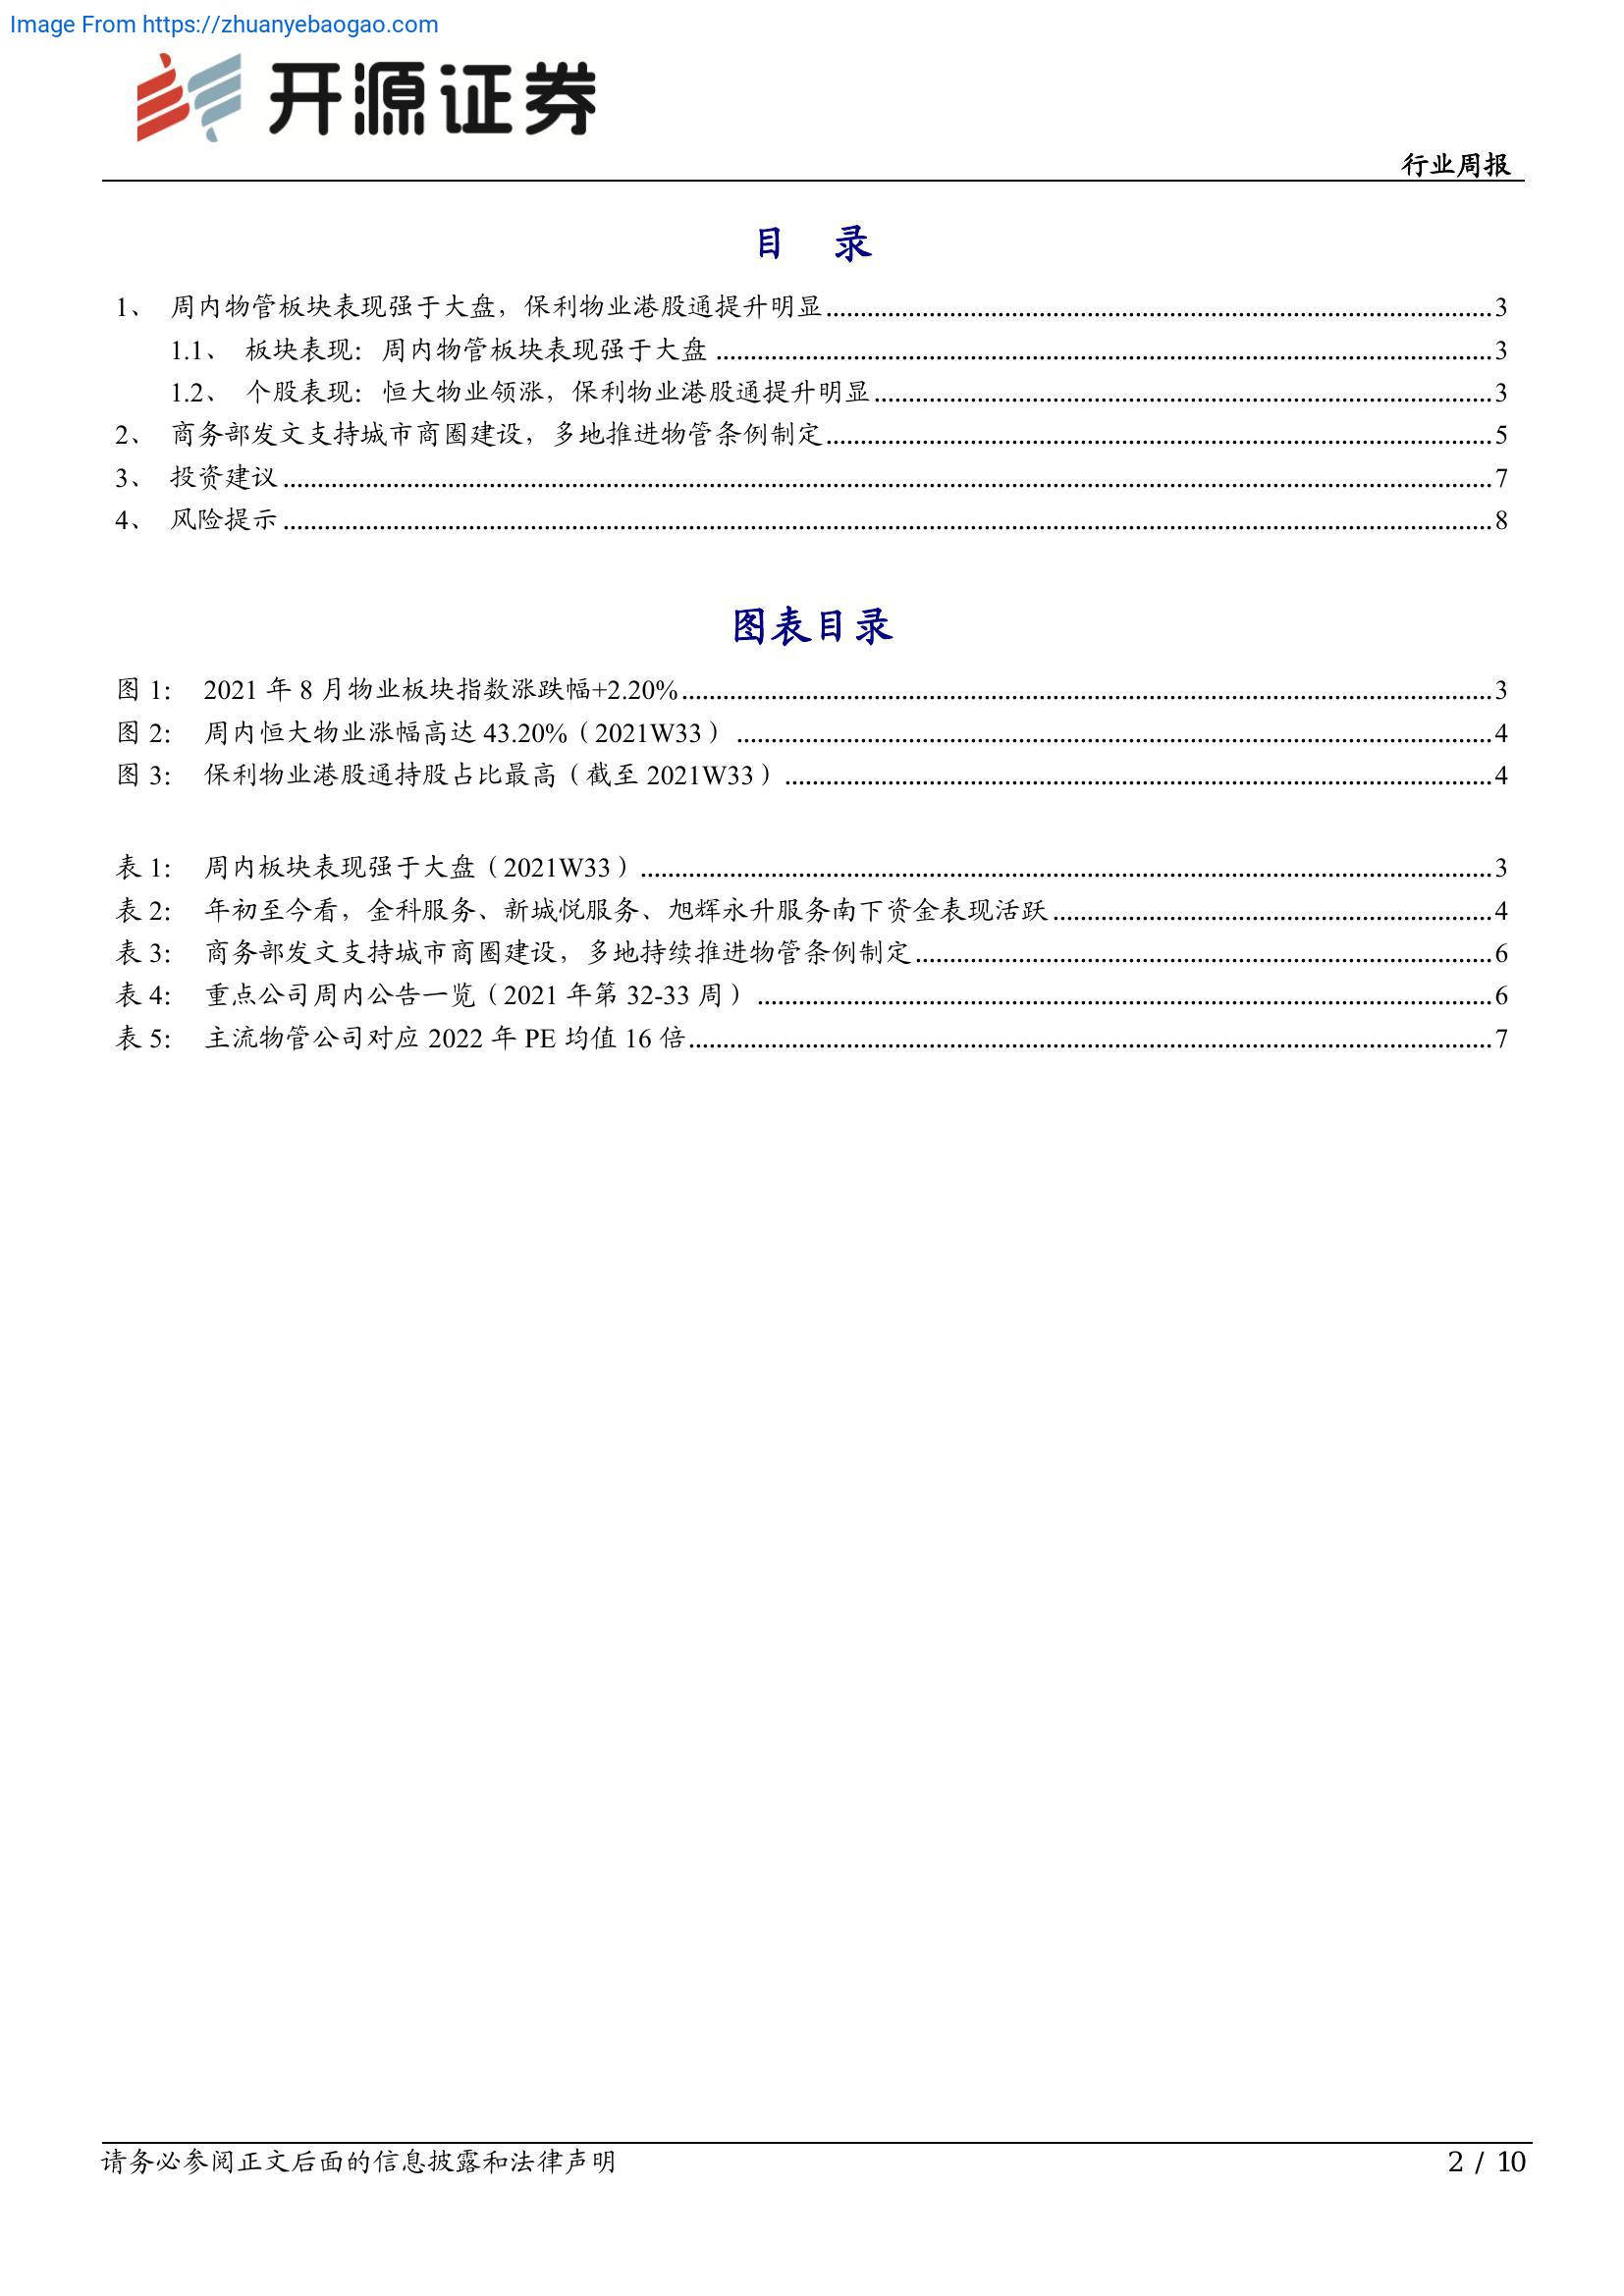 Image From https://zhuanyebaogao.com
开源证券
行业周报
目 录
1、 周内物管板块表现强于大盘，保利物业港股通提升明显 3
1.1、 板块表现：周内物管板块表现强于大盘 3
1.2、 个股表现：恒大物业领涨，保利物业港股通提升明显 3
2、 商务部发文支持城市商圈建设，多地推进物管条例制定 5
3、 投资建议 7
4、 风险提示 8
图表目录
图 1： 2021 年 8 月物业板块指数涨跌幅+2.20% 3
图 2： 周内恒大物业涨幅高达 43.20%（2021W33） 4
图 3： 保利物业港股通持股占比最高（截至 2021W33） 4
表 1： 周内板块表现强于大盘（2021W33） 3
表 2： 年初至今看，金科服务、新城悦服务、旭辉永升服务南下资金表现活跃 4
表 3： 商务部发文支持城市商圈建设，多地持续推进物管条例制定 6
表 4： 重点公司周内公告一览（2021 年第 32-33 周） 6
表 5： 主流物管公司对应 2022 年 PE 均值 16 倍 7
请务必参阅正文后面的信息披露和法律声明 2 / 10